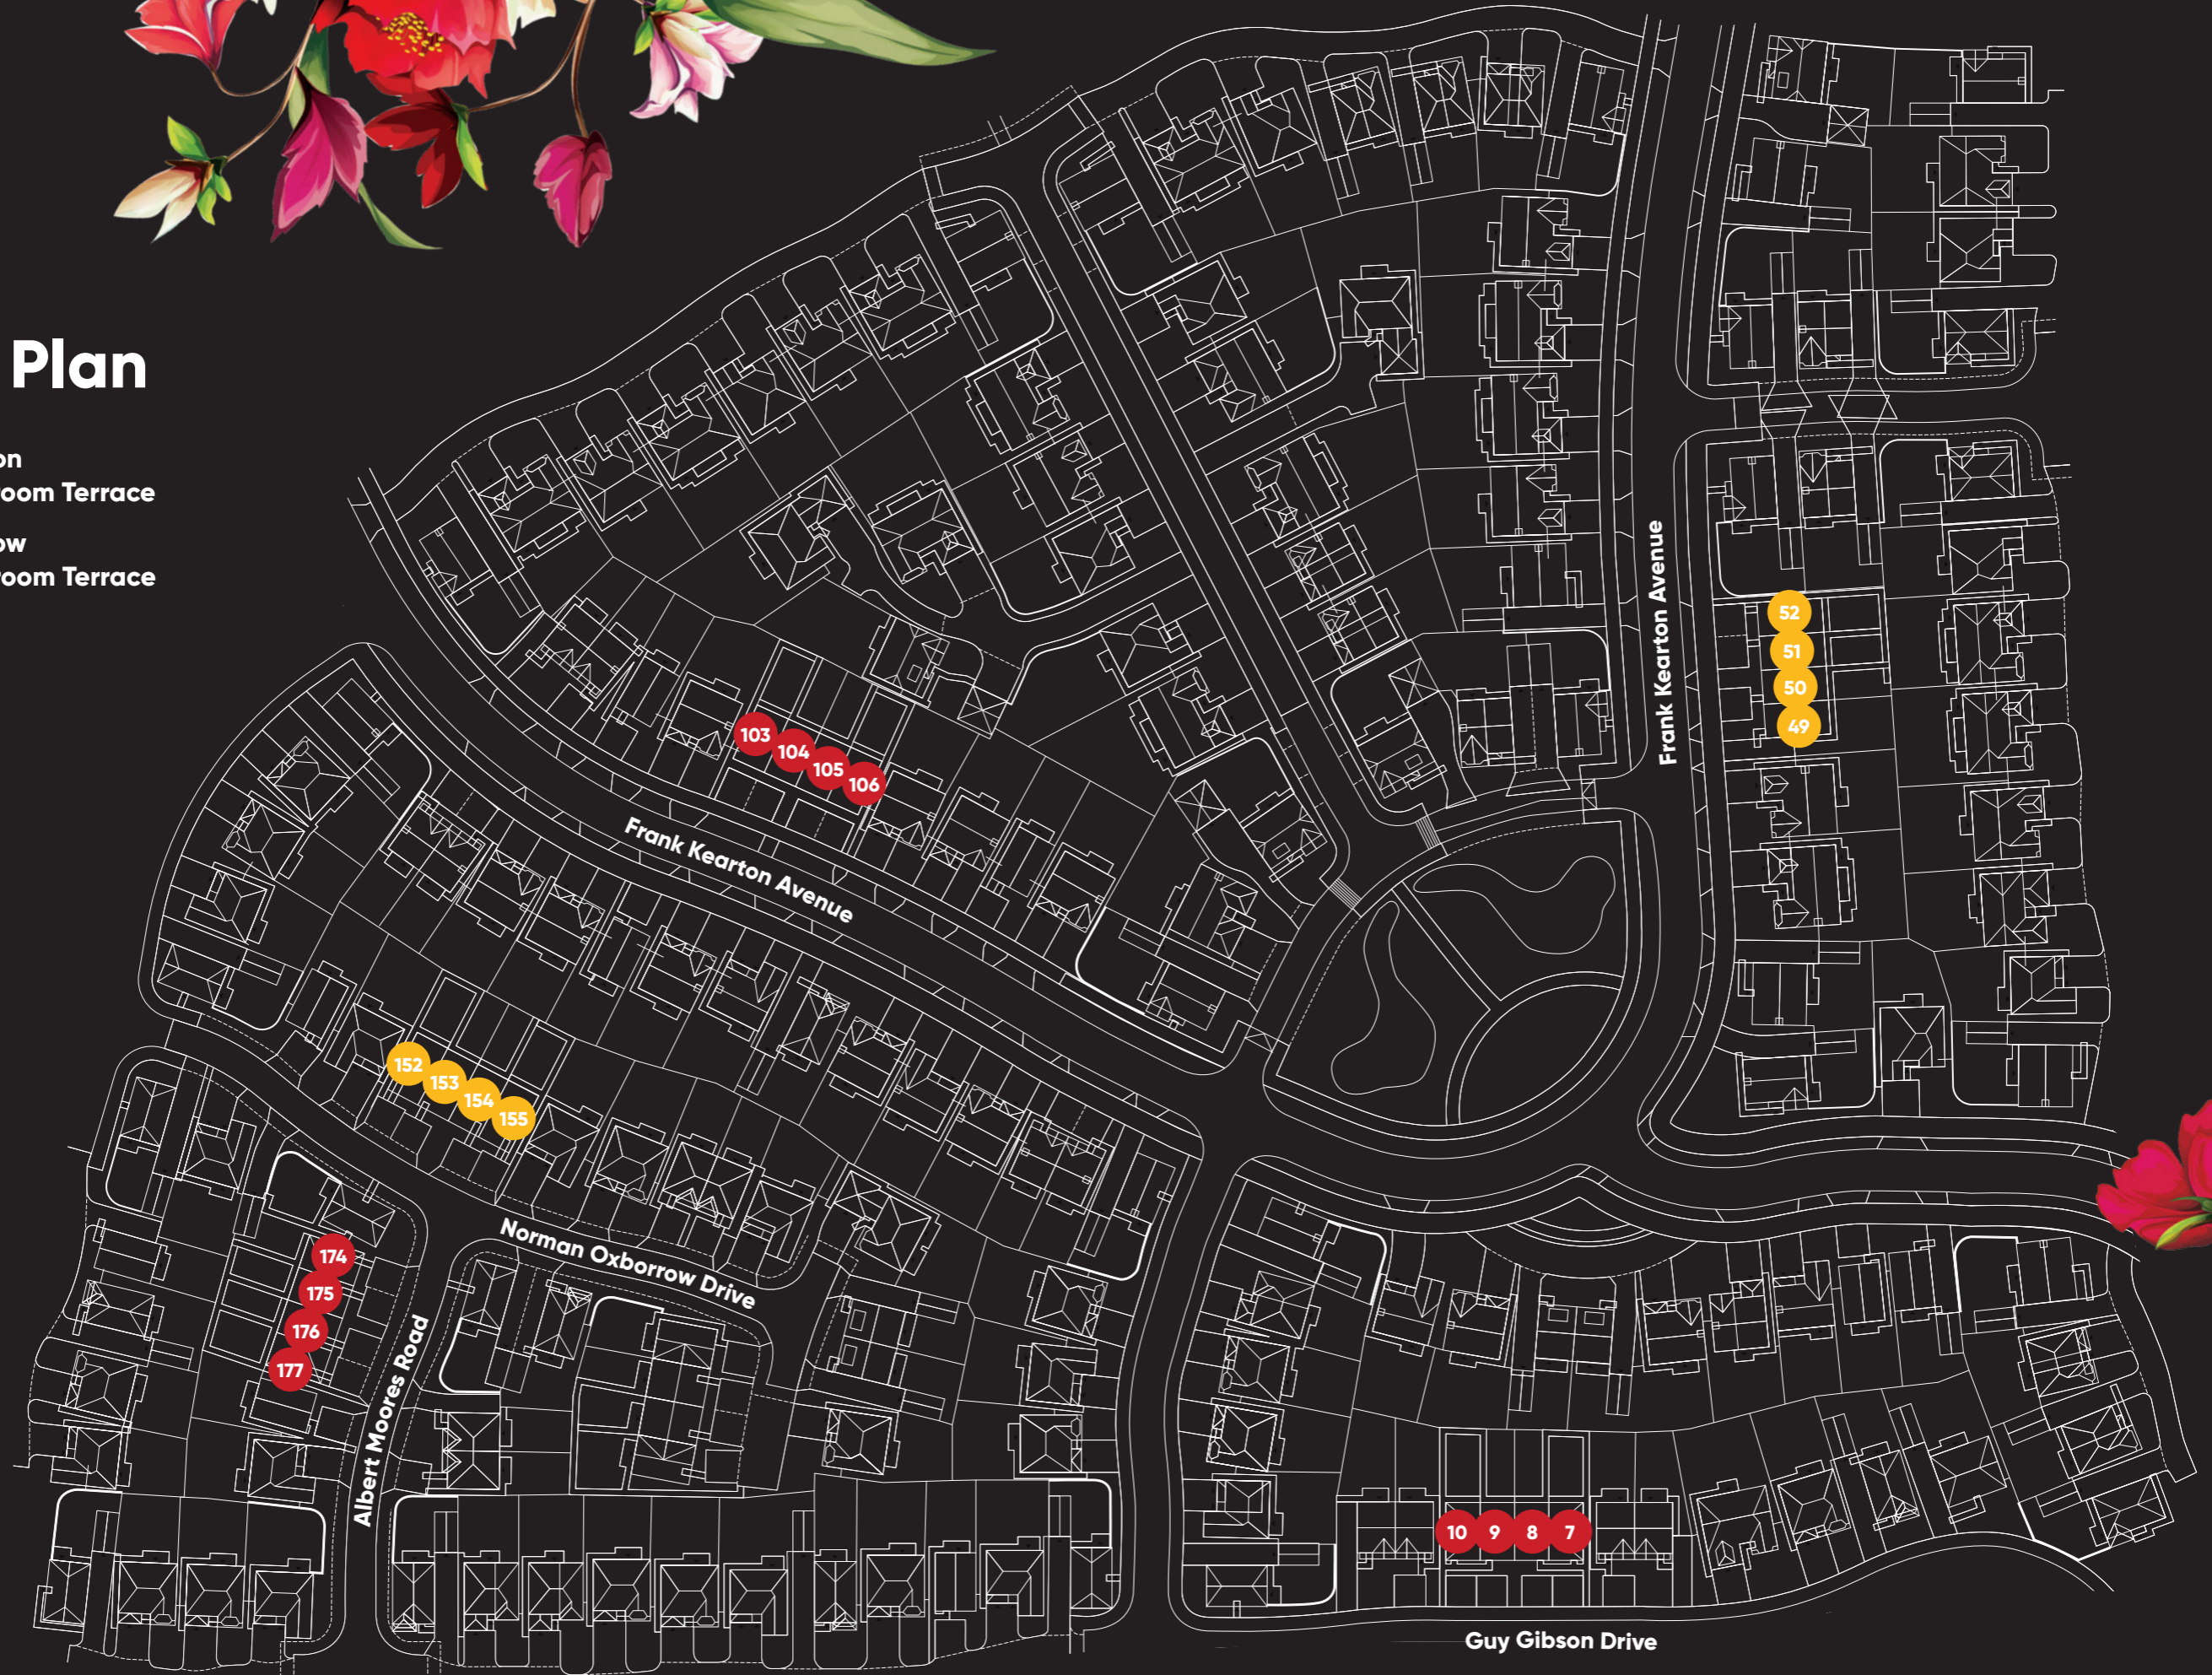 Plan
on
room Terrace
ow
room Terrace
52
51
50
49
Frank Kearton Avenue
103
104
105
106
Frank Kearton Avenue
152
153
154
155
Norman Oxborrow Drive
174
175
176
177
Albert Moores Road
10 9 8 7
Guy Gibson Drive